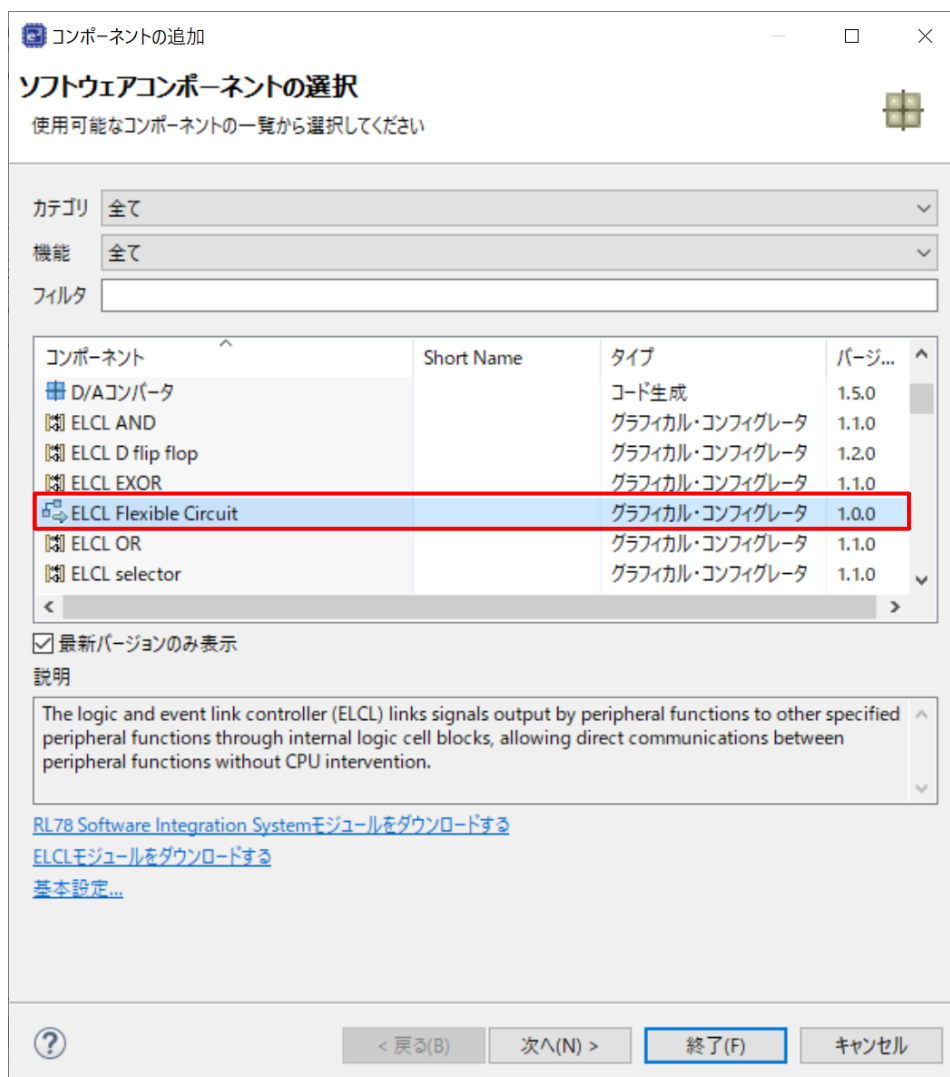 コンポーネントの追加
ソフトウェアコンポーネントの選択
使用可能なコンポーネントの一覧から選択してください
カテゴリ 全て
機能 全て
フィルタ
コンポーネント Short Name タイプ バージ...
D/Aコンバータ コード生成 1.5.0
ELCL AND グラフィカル・コンフィグレータ 1.1.0
ELCL D flip flop グラフィカル・コンフィグレータ 1.2.0
ELCL EXOR グラフィカル・コンフィグレータ 1.1.0
ELCL Flexible Circuit グラフィカル・コンフィグレータ 1.0.0
ELCL OR グラフィカル・コンフィグレータ 1.1.0
ELCL selector グラフィカル・コンフィグレータ 1.1.0
最新バージョンのみ表示
説明
The logic and event link controller (ELCL) links signals output by peripheral functions to other specified
peripheral functions through internal logic cell blocks, allowing direct communications between
peripheral functions without CPU intervention.
RL78 Software Integration Systemモジュールをダウンロードする
ELCLモジュールをダウンロードする
基本設定...
? < 戻る(B) 次へ(N) > 終了(F) キャンセル